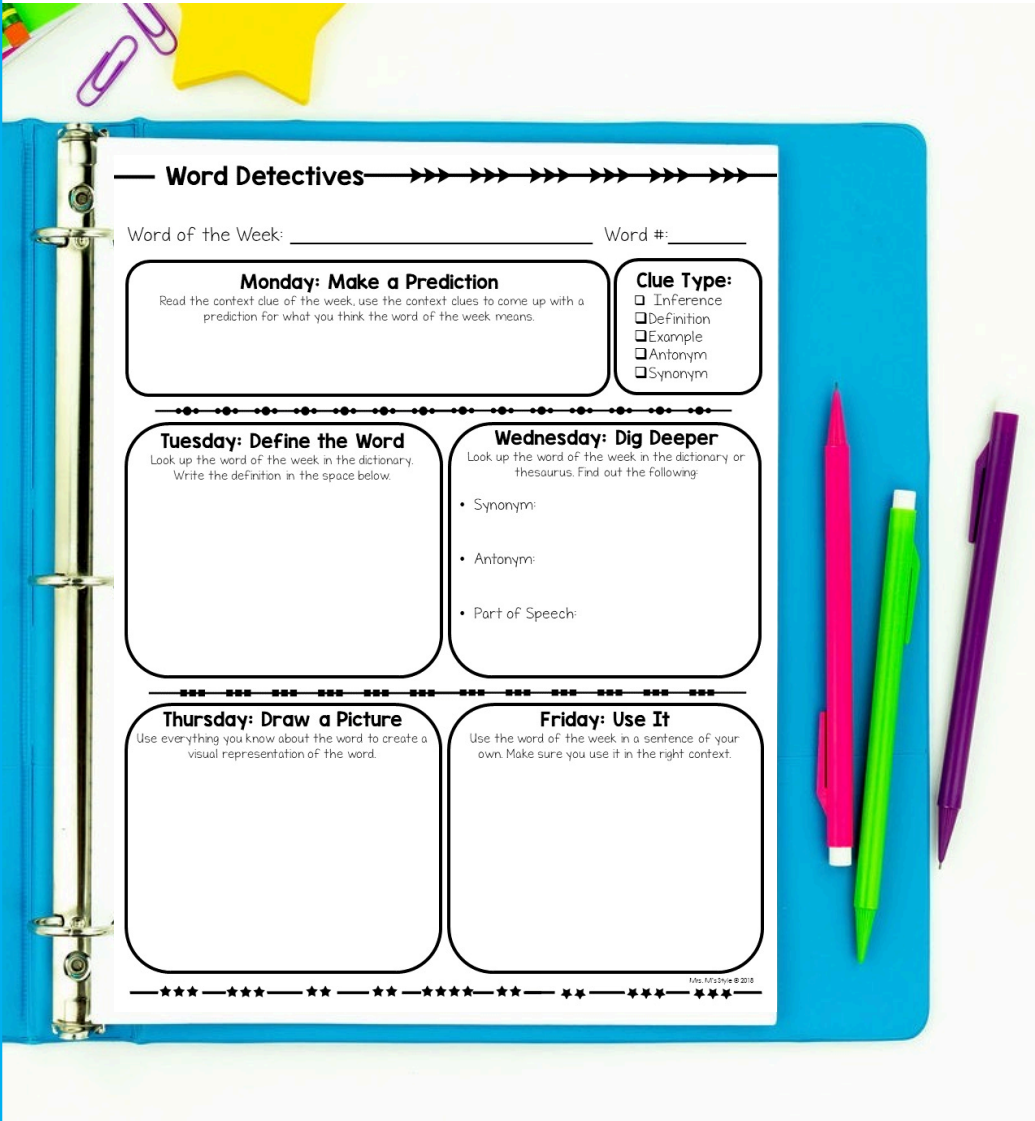 Word Detectives
Word of the Week: Word #:
Monday: Make a Prediction
Read the context clue of the week, use the context clues to come up with a
prediction for what you think the word of the week means.
Clue Type:
Inference
Definition
Example
Antonym
Synonym
Tuesday: Define the Word
Look up the word of the week in the dictionary.
Write the definition in the space below.
Wednesday: Dig Deeper
Look up the word of the week in the dictionary or
thesaurus. Find out the following:
• Synonym:
• Antonym:
• Part of Speech:
Thursday: Draw a Picture
Use everything you know about the word to create a
visual representation of the word.
Friday: Use It
Use the word of the week in a sentence of your
own. Make sure you use it in the right context.
Mrs. M's Style © 2018